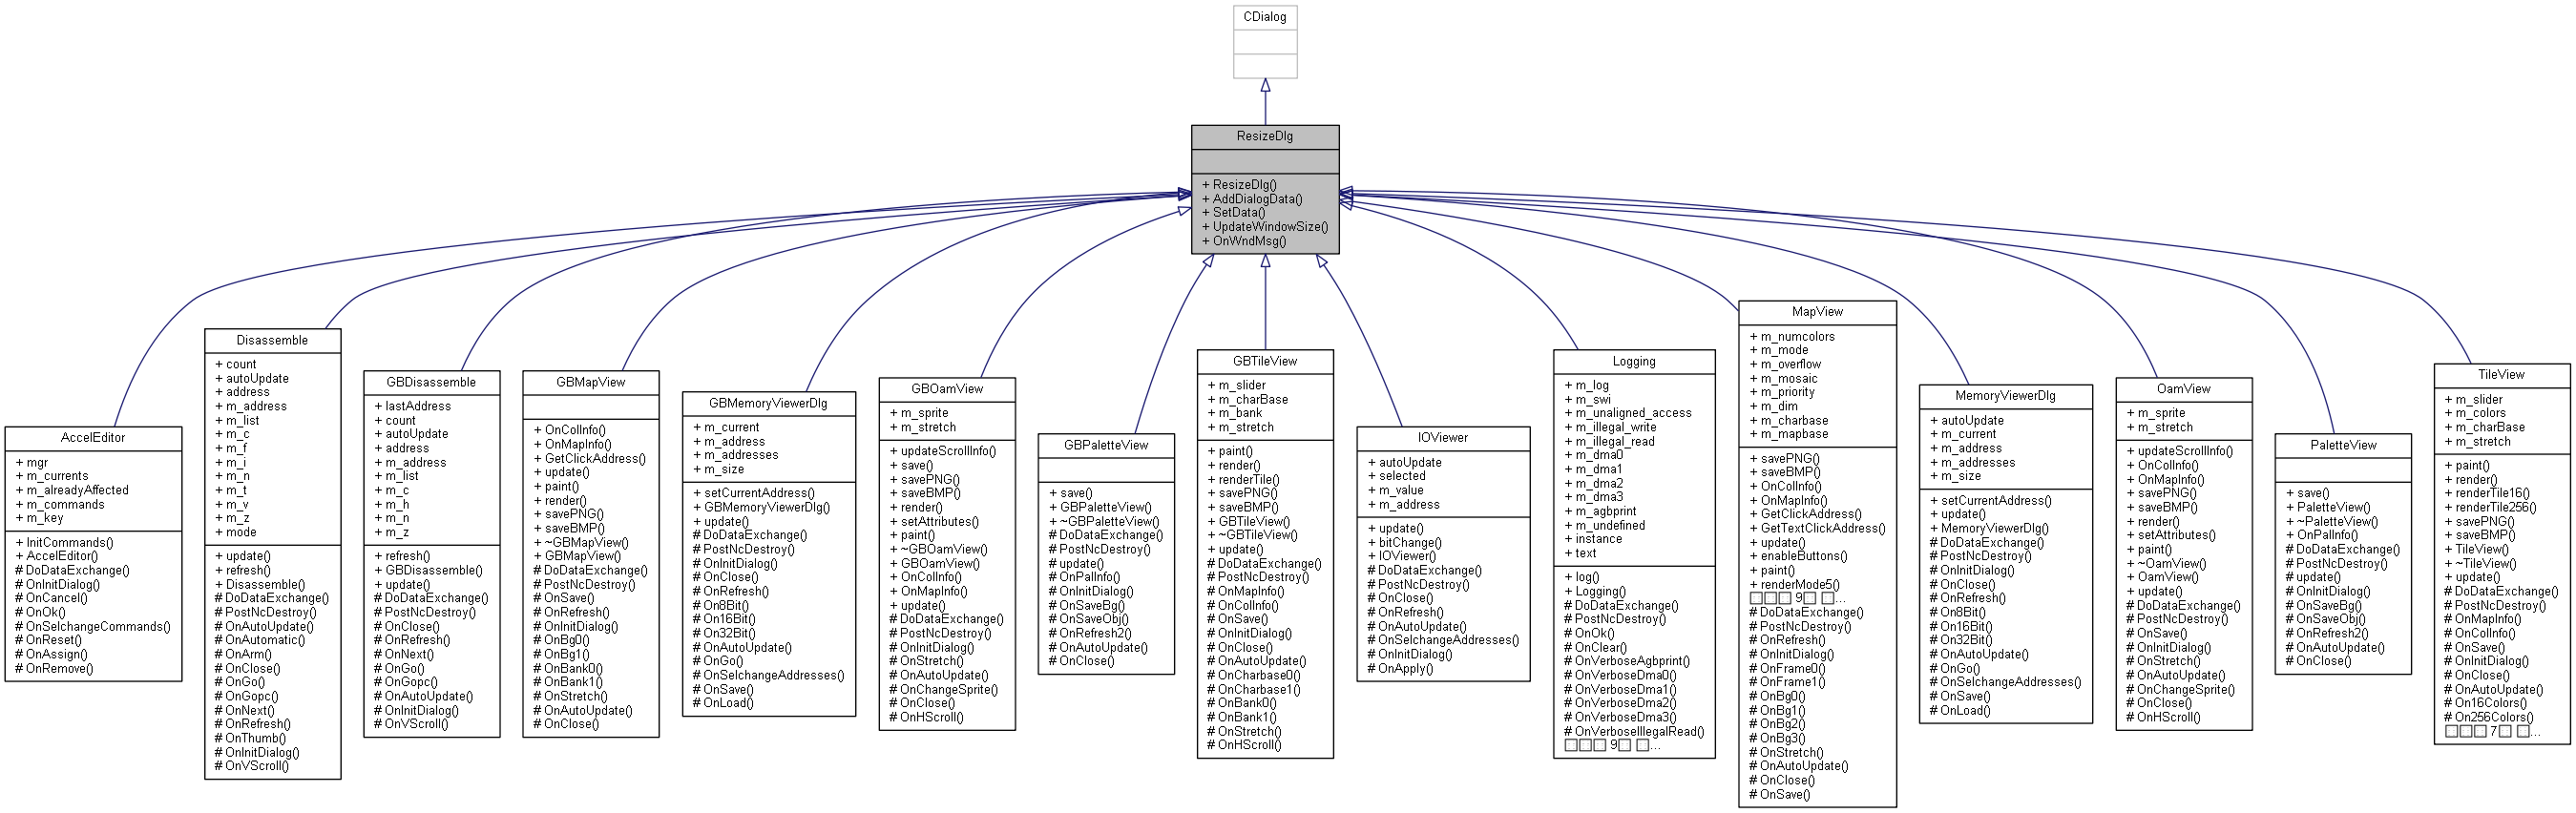 CDialog
ResizeDlg
+ ResizeDlg()
+ AddDialogData()
+ SetData()
+ UpdateWindowSize()
+ OnWndMsg()
AccelEditor
+ mgr
+ m_currents
+ m_alreadyAffected
+ m_commands
+ m_key
+ InitCommands()
+ AccelEditor()
# DoDataExchange()
# OnInitDialog()
# OnCancel()
# OnOk()
# OnSelchangeCommands()
# OnReset()
# OnAssign()
# OnRemove()
Disassemble
+ count
+ autoUpdate
+ address
+ m_address
+ m_list
+ m_c
+ m_f
+ m_i
+ m_n
+ m_t
+ m_v
+ m_z
+ mode
+ update()
+ refresh()
+ Disassemble()
# DoDataExchange()
# PostNcDestroy()
# OnAutoUpdate()
# OnAutomatic()
# OnArm()
# OnClose()
# OnGo()
# OnGopc()
# OnNext()
# OnRefresh()
# OnThumb()
# OnInitDialog()
# OnVScroll()
GBDisassemble
+ lastAddress
+ count
+ autoUpdate
+ address
+ m_address
+ m_list
+ m_c
+ m_h
+ m_n
+ m_z
+ refresh()
+ GBDisassemble()
+ update()
# DoDataExchange()
# PostNcDestroy()
# OnClose()
# OnRefresh()
# OnNext()
# OnGo()
# OnGopc()
# OnAutoUpdate()
# OnInitDialog()
# OnVScroll()
GBMapView
+ OnColInfo()
+ OnMapInfo()
+ GetClickAddress()
+ update()
+ paint()
+ render()
+ savePNG()
+ saveBMP()
+ ~GBMapView()
+ GBMapView()
# DoDataExchange()
# PostNcDestroy()
# OnSave()
# OnRefresh()
# OnInitDialog()
# OnBg0()
# OnBg1()
# OnBank0()
# OnBank1()
# OnStretch()
# OnAutoUpdate()
# OnClose()
GBMemoryViewerDlg
+ m_current
+ m_address
+ m_addresses
+ m_size
+ setCurrentAddress()
+ GBMemoryViewerDlg()
+ update()
# DoDataExchange()
# PostNcDestroy()
# OnInitDialog()
# OnClose()
# OnRefresh()
# On8Bit()
# On16Bit()
# On32Bit()
# OnAutoUpdate()
# OnGo()
# OnSelchangeAddresses()
# OnSave()
# OnLoad()
GBOamView
+ m_sprite
+ m_stretch
+ updateScrollInfo()
+ save()
+ savePNG()
+ saveBMP()
+ render()
+ setAttributes()
+ paint()
+ ~GBOamView()
+ GBOamView()
+ OnColInfo()
+ OnMapInfo()
+ update()
# DoDataExchange()
# PostNcDestroy()
# OnInitDialog()
# OnStretch()
# OnAutoUpdate()
# OnChangeSprite()
# OnClose()
# OnHScroll()
GBPaletteView
+ save()
+ GBPaletteView()
+ ~GBPaletteView()
# DoDataExchange()
# PostNcDestroy()
# update()
# OnPalInfo()
# OnInitDialog()
# OnSaveBg()
# OnSaveObj()
# OnRefresh2()
# OnAutoUpdate()
# OnClose()
GBTileView
+ m_slider
+ m_charBase
+ m_bank
+ m_stretch
+ paint()
+ render()
+ renderTile()
+ savePNG()
+ saveBMP()
+ GBTileView()
+ ~GBTileView()
+ update()
# DoDataExchange()
# PostNcDestroy()
# OnMapInfo()
# OnColInfo()
# OnSave()
# OnInitDialog()
# OnClose()
# OnAutoUpdate()
# OnCharbase0()
# OnCharbase1()
# OnBank0()
# OnBank1()
# OnStretch()
# OnHScroll()
IOViewer
+ autoUpdate
+ selected
+ m_value
+ m_address
+ update()
+ bitChange()
+ IOViewer()
# DoDataExchange()
# PostNcDestroy()
# OnClose()
# OnRefresh()
# OnAutoUpdate()
# OnSelchangeAddresses()
# OnInitDialog()
# OnApply()
Logging
+ m_log
+ m_swi
+ m_unaligned_access
+ m_illegal_write
+ m_illegal_read
+ m_dma0
+ m_dma1
+ m_dma2
+ m_dma3
+ m_agbprint
+ m_undefined
+ instance
+ text
+ log()
+ Logging()
# DoDataExchange()
# PostNcDestroy()
# OnOk()
# OnClear()
# OnVerboseAgbprint()
# OnVerboseDma0()
# OnVerboseDma1()
# OnVerboseDma2()
# OnVerboseDma3()
# OnVerboseIllegalRead()
□□□ 9□ □...
MapView
+ m_numcolors
+ m_mode
+ m_overflow
+ m_mosaic
+ m_priority
+ m_dim
+ m_charbase
+ m_mapbase
+ savePNG()
+ saveBMP()
+ OnColInfo()
+ OnMapInfo()
+ GetClickAddress()
+ GetTextClickAddress()
+ update()
+ enableButtons()
+ paint()
+ renderMode5()
□□□ 9□ □...
# DoDataExchange()
# PostNcDestroy()
# OnRefresh()
# OnInitDialog()
# OnFrame0()
# OnFrame1()
# OnBg0()
# OnBg1()
# OnBg2()
# OnBg3()
# OnStretch()
# OnAutoUpdate()
# OnClose()
# OnSave()
MemoryViewerDlg
+ autoUpdate
+ m_current
+ m_address
+ m_addresses
+ m_size
+ setCurrentAddress()
+ update()
+ MemoryViewerDlg()
# DoDataExchange()
# PostNcDestroy()
# OnInitDialog()
# OnClose()
# OnRefresh()
# On8Bit()
# On16Bit()
# On32Bit()
# OnAutoUpdate()
# OnGo()
# OnSelchangeAddresses()
# OnSave()
# OnLoad()
OamView
+ m_sprite
+ m_stretch
+ updateScrollInfo()
+ OnColInfo()
+ OnMapInfo()
+ savePNG()
+ saveBMP()
+ render()
+ setAttributes()
+ paint()
+ ~OamView()
+ OamView()
+ update()
# DoDataExchange()
# PostNcDestroy()
# OnSave()
# OnInitDialog()
# OnStretch()
# OnAutoUpdate()
# OnChangeSprite()
# OnClose()
# OnHScroll()
PaletteView
+ save()
+ PaletteView()
+ ~PaletteView()
+ OnPalInfo()
# DoDataExchange()
# PostNcDestroy()
# update()
# OnInitDialog()
# OnSaveBg()
# OnSaveObj()
# OnRefresh2()
# OnAutoUpdate()
# OnClose()
TileView
+ m_slider
+ m_colors
+ m_charBase
+ m_stretch
+ paint()
+ render()
+ renderTile16()
+ renderTile256()
+ savePNG()
+ saveBMP()
+ TileView()
+ ~TileView()
+ update()
# DoDataExchange()
# PostNcDestroy()
# OnMapInfo()
# OnColInfo()
# OnSave()
# OnInitDialog()
# OnClose()
# OnAutoUpdate()
# On16Colors()
# On256Colors()
□□□ 7□ □...